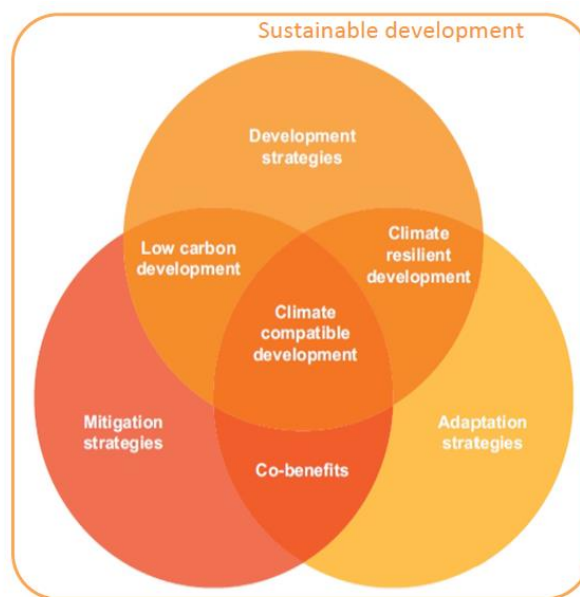 Sustainable development
Development
strategies
Low carbon
development
Climate
resilient
development
Climate
compatible
development
Mitigation
strategies
Adaptation
strategies
Co-benefits